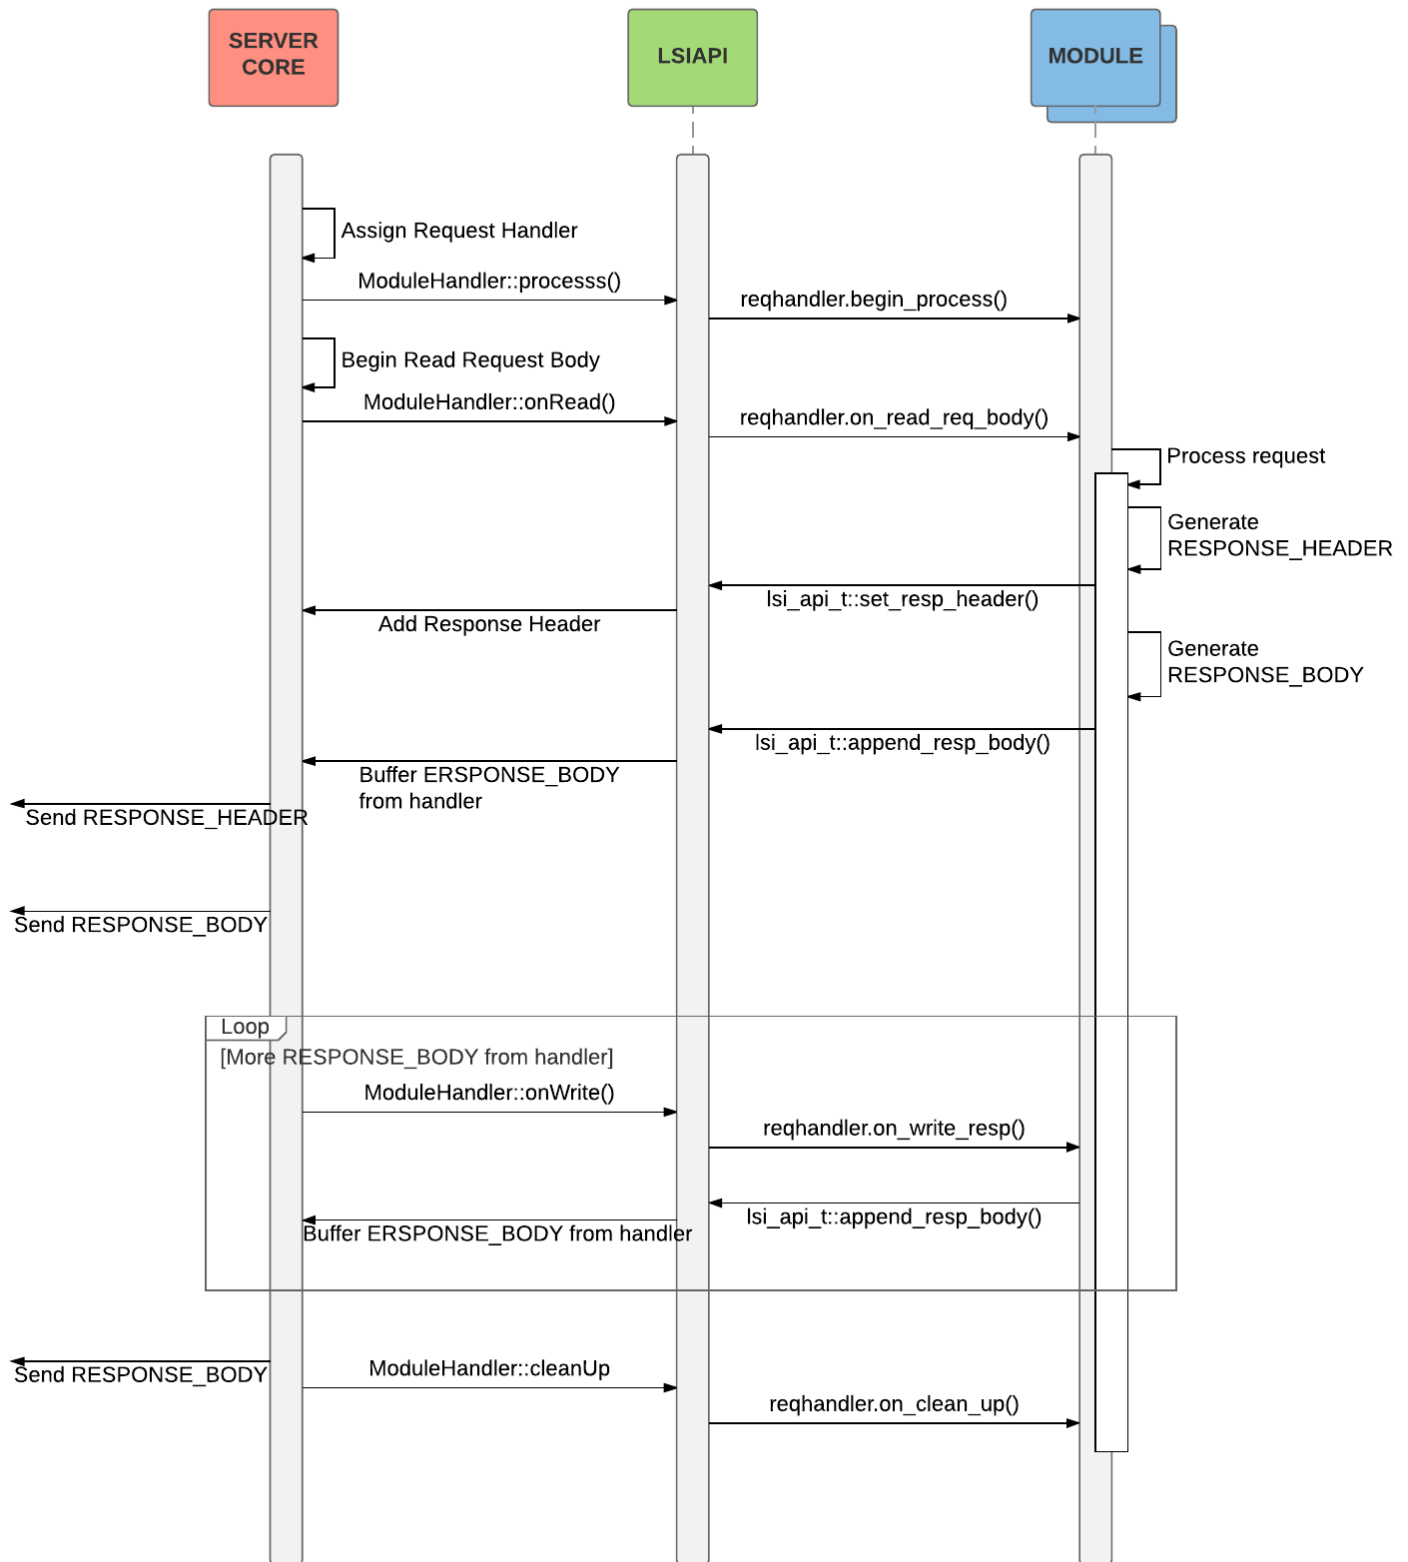 SERVER
CORE
LSIAPI
MODULE
Assign Request Handler
ModuleHandler::processs()
reqhandler.begin_process()
Begin Read Request Body
ModuleHandler::onRead()
reqhandler.on_read_req_body()
Process request
Generate
RESPONSE_HEADER
lsi_api_t::set_resp_header()
Add Response Header
Generate
RESPONSE_BODY
lsi_api_t::append_resp_body()
Buffer ERSPONSE_BODY
from handler
Send RESPONSE_HEADER
Send RESPONSE_BODY
Loop
[More RESPONSE_BODY from handler]
ModuleHandler::onWrite()
reqhandler.on_write_resp()
lsi_api_t::append_resp_body()
Buffer ERSPONSE_BODY from handler
Send RESPONSE_BODY
ModuleHandler::cleanUp
reqhandler.on_clean_up()